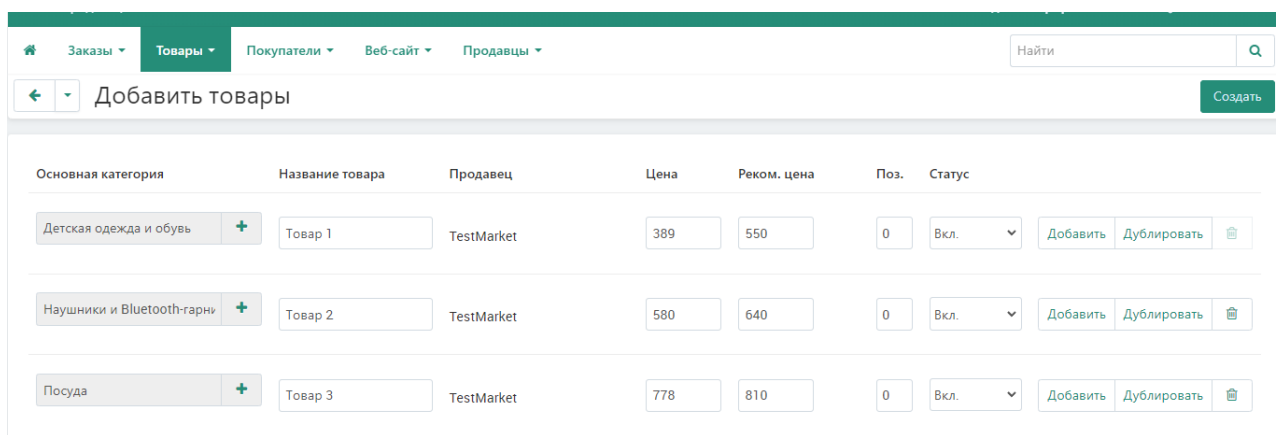 Заказы Товары Покупатели Веб-сайт Продавцы Найти
Добавить товары Создать
Основная категория Название товара Продавец Цена Реком. цена Поз. Статус
Детская одежда и обувь Товар 1 TestMarket 389 550 0 Вкл. Добавить Дублировать
Наушники и Bluetooth-гарни Товар 2 TestMarket 580 640 0 Вкл. Добавить Дублировать
Посуда Товар 3 TestMarket 778 810 0 Вкл. Добавить Дублировать